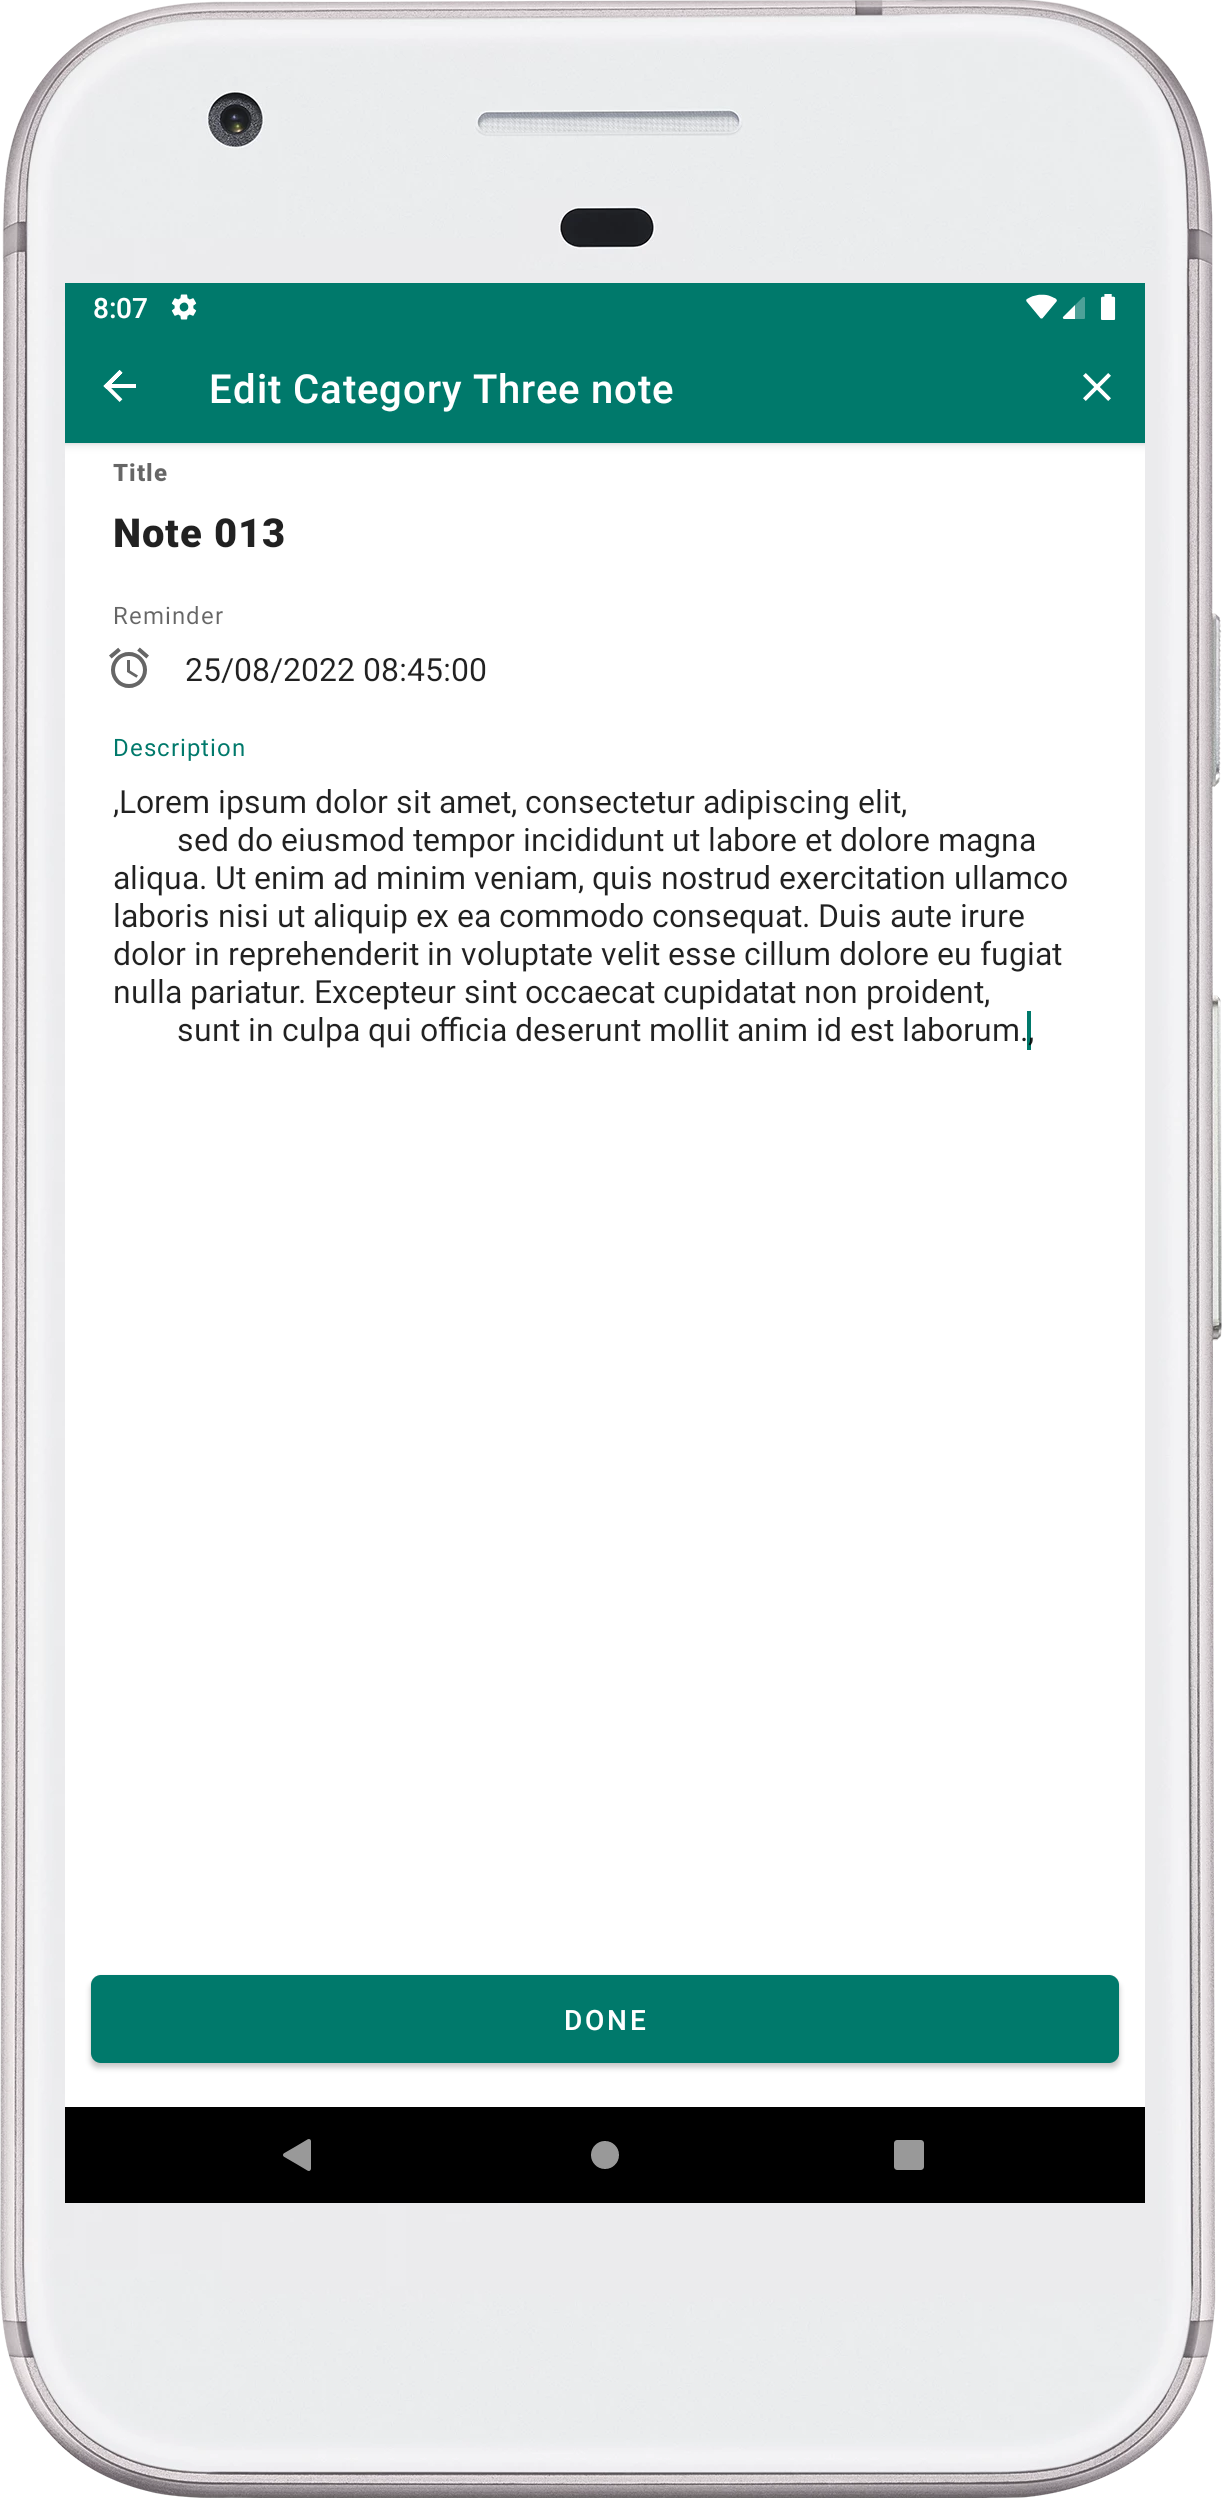 8:07
Edit Category Three note
Title
Note 013
Reminder
25/08/2022 08:45:00
Description
,Lorem ipsum dolor sit amet, consectetur adipiscing elit,
sed do eiusmod tempor incididunt ut labore et dolore magna
aliqua. Ut enim ad minim veniam, quis nostrud exercitation ullamco
laboris nisi ut aliquip ex ea commodo consequat. Duis aute irure
dolor in reprehenderit in voluptate velit esse cillum dolore eu fugiat
nulla pariatur. Excepteur sint occaecat cupidatat non proident,
sunt in culpa qui officia deserunt mollit anim id est laborum.,
DONE